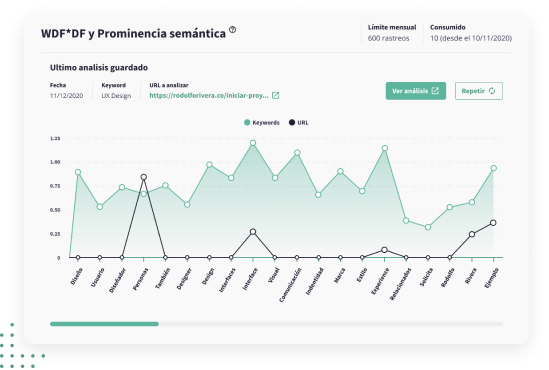 WDF*DF y Prominencia semántica ?
Límite mensual
600 rastreos
Consumido
10 (desde el 10/11/2020)
Ultimo analisis guardado
Fecha
11/12/2020
Keyword
UX Design
URL a analizar
https://rodolforivera.co/iniciar-proy...
Ver análisis
Repetir
Keywords
URL
1.25
1.00
0.75
0.50
0.25
0
Diseño
Usuario
Diseñador
Personas
También
Designer
Design
Interfaces
Interface
Visual
Comunicación
Indentidad
Marca
Estilo
Experience
Relacionados
Solicita
Rodolfo
Rivera
Ejemplo